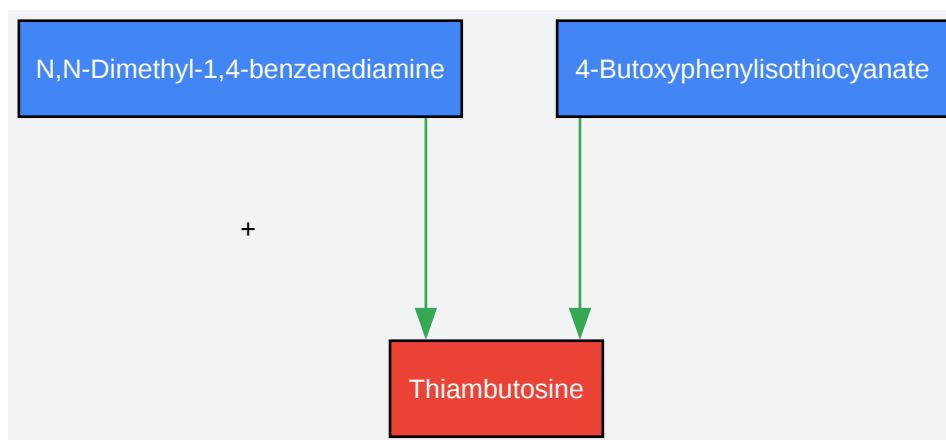 N,N-Dimethyl-1,4-benzenediamine
4-Butoxyphenylisothiocyanate
+
Thiambutosine